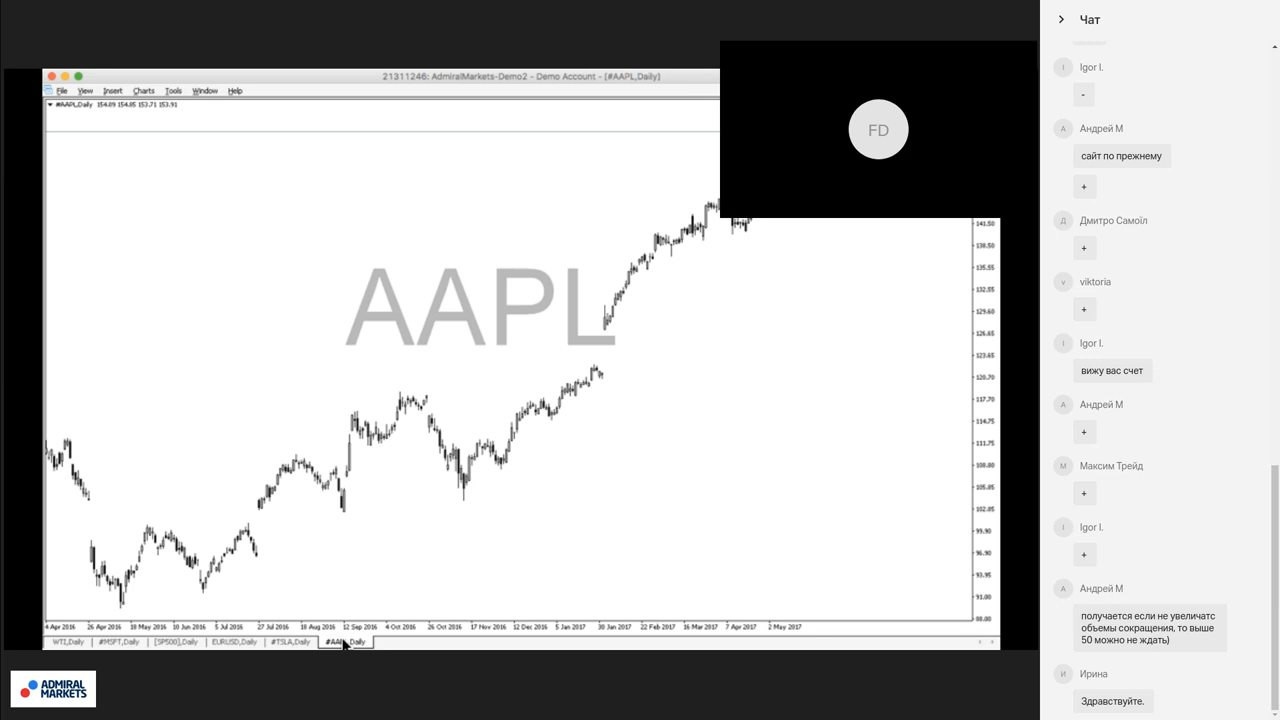 21311246: AdmiralMarkets-Demo2 - Demo Account - [#AAPL,Daily]
File View Insert Charts Tools Window Help
#AAPL,Daily 154.09 154.05 153.71 153.91
FD
AAPL
141.50
138.50
135.55
132.55
129.60
126.65
123.65
120.70
117.70
114.75
111.75
108.80
105.85
102.85
99.90
96.90
93.95
91.00
88.00
4 Apr 2016 26 Apr 2016 18 May 2016 10 Jun 2016 5 Jul 2016 27 Jul 2016 18 Aug 2016 12 Sep 2016 4 Oct 2016 26 Oct 2016 17 Nov 2016 12 Dec 2016 5 Jan 2017 30 Jan 2017 22 Feb 2017 16 Mar 2017 7 Apr 2017 2 May 2017
WTI,Daily #MSFT,Daily [SP500],Daily EURUSD,Daily #TSLA,Daily
ADMIRAL
MARKETS
Чат
I
Igor I.
-
А
Андрей М
сайт по прежнему
+
Д
Дмитро Самоїл
+
v
viktoria
+
I
Igor I.
вижу вас счет
А
Андрей М
+
М
Максим Трейд
+
I
Igor I.
+
А
Андрей М
получается если не увеличатс
объемы сокращения, то выше
50 можно не ждать)
И
Ирина
Здравствуйте.